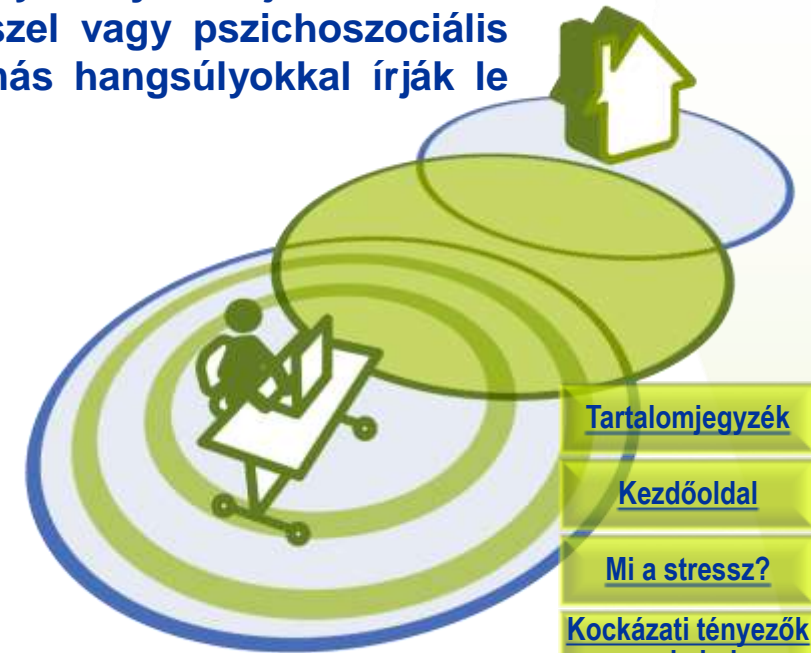 szel vagy pszichoszociális
más hangsúlyokkal írják le
Tartalomjegyzék
Kezdőoldal
Mi a stressz?
Kockázati tényezők